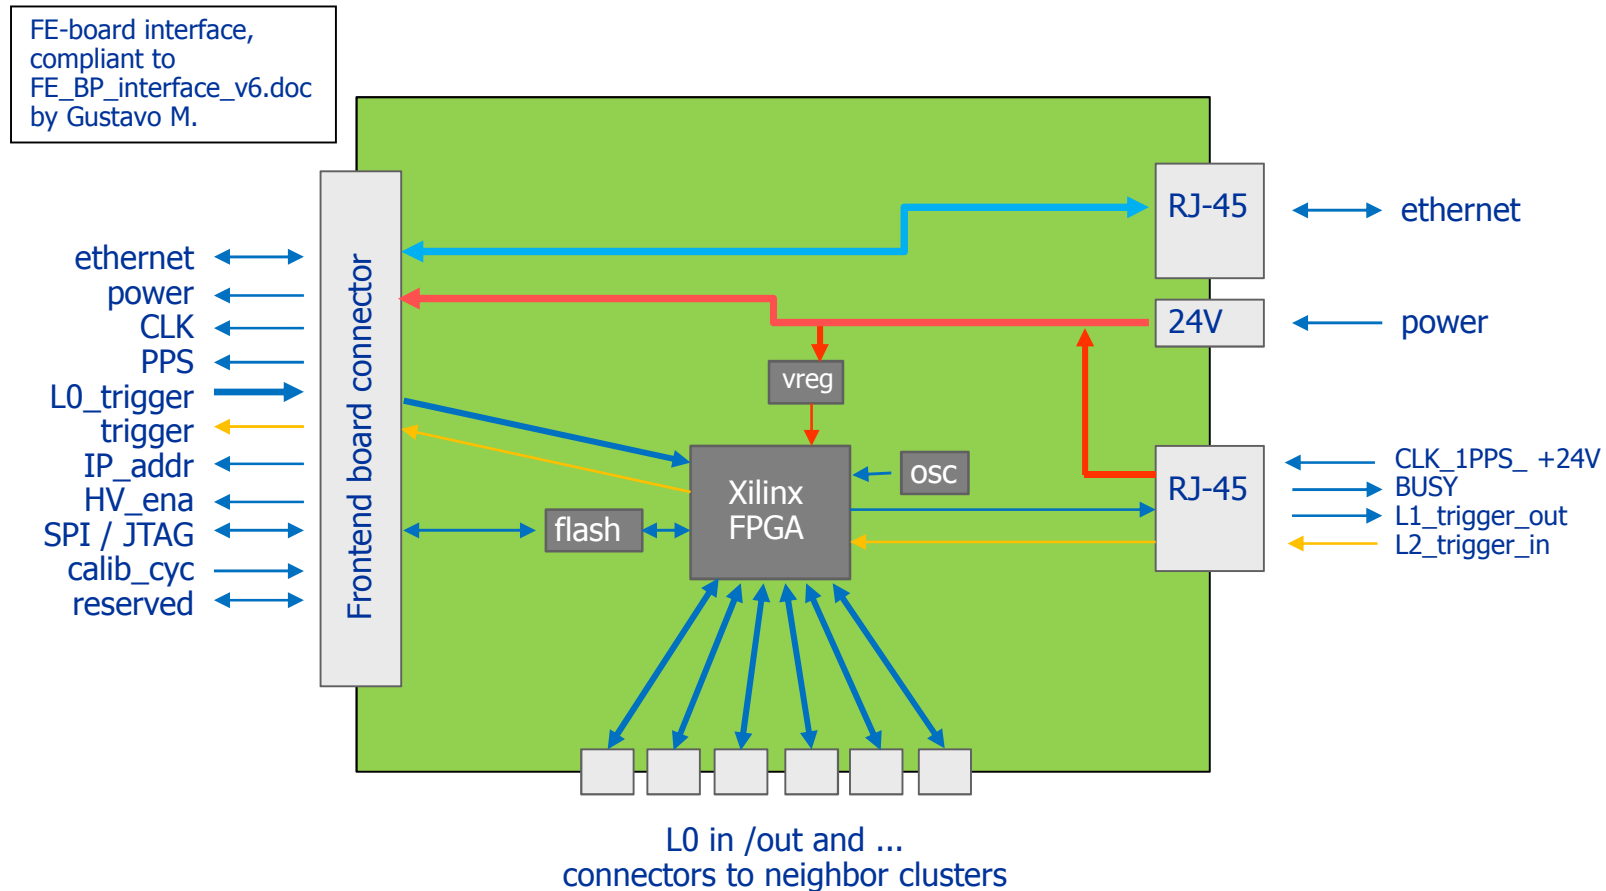 FE-board interface,
compliant to
FE_BP_interface_v6.doc
by Gustavo M.
ethernet
power
CLK
PPS
L0_trigger
trigger
IP_addr
HV_ena
SPI / JTAG
calib_cyc
reserved
Frontend board connector
RJ-45
ethernet
24V
power
vreg
osc
Xilinx
FPGA
flash
RJ-45
CLK_1PPS_ +24V
BUSY
L1_trigger_out
L2_trigger_in
L0 in /out and ...
connectors to neighbor clusters